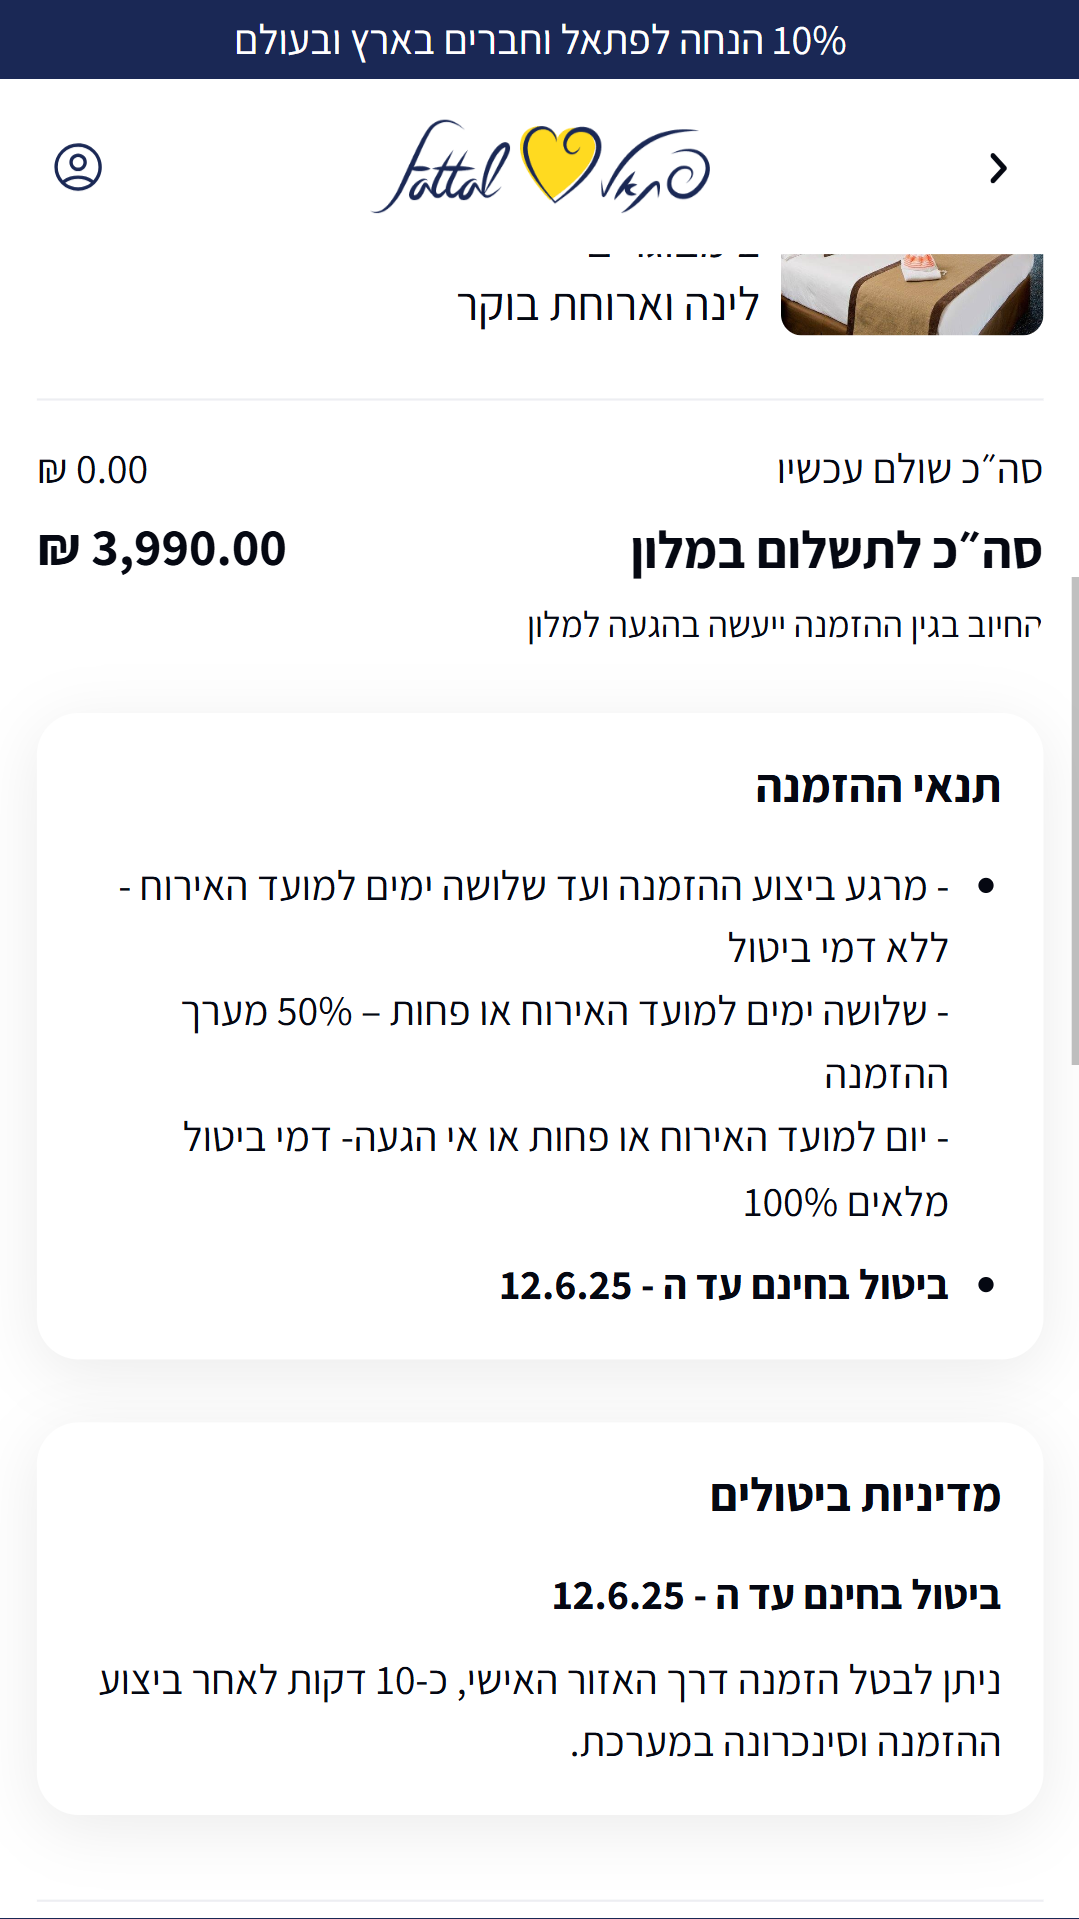 10% הנחה לפתאל וחברים בארץ ובעולם
fattal פתאל
לינה וארוחת בוקר
סה״כ שולם עכשיו 0.00 ₪
סה״כ לתשלום במלון 3,990.00 ₪
החיוב בגין ההזמנה ייעשה בהגעה למלון
תנאי ההזמנה
- מרגע ביצוע ההזמנה ועד שלושה ימים למועד האירוח -
ללא דמי ביטול
- שלושה ימים למועד האירוח או פחות – 50% מערך
ההזמנה
- יום למועד האירוח או פחות או אי הגעה- דמי ביטול
מלאים 100%
ביטול בחינם עד ה - 12.6.25
מדיניות ביטולים
ביטול בחינם עד ה - 12.6.25
ניתן לבטל הזמנה דרך האזור האישי, כ-10 דקות לאחר ביצוע
ההזמנה וסינכרונה במערכת.